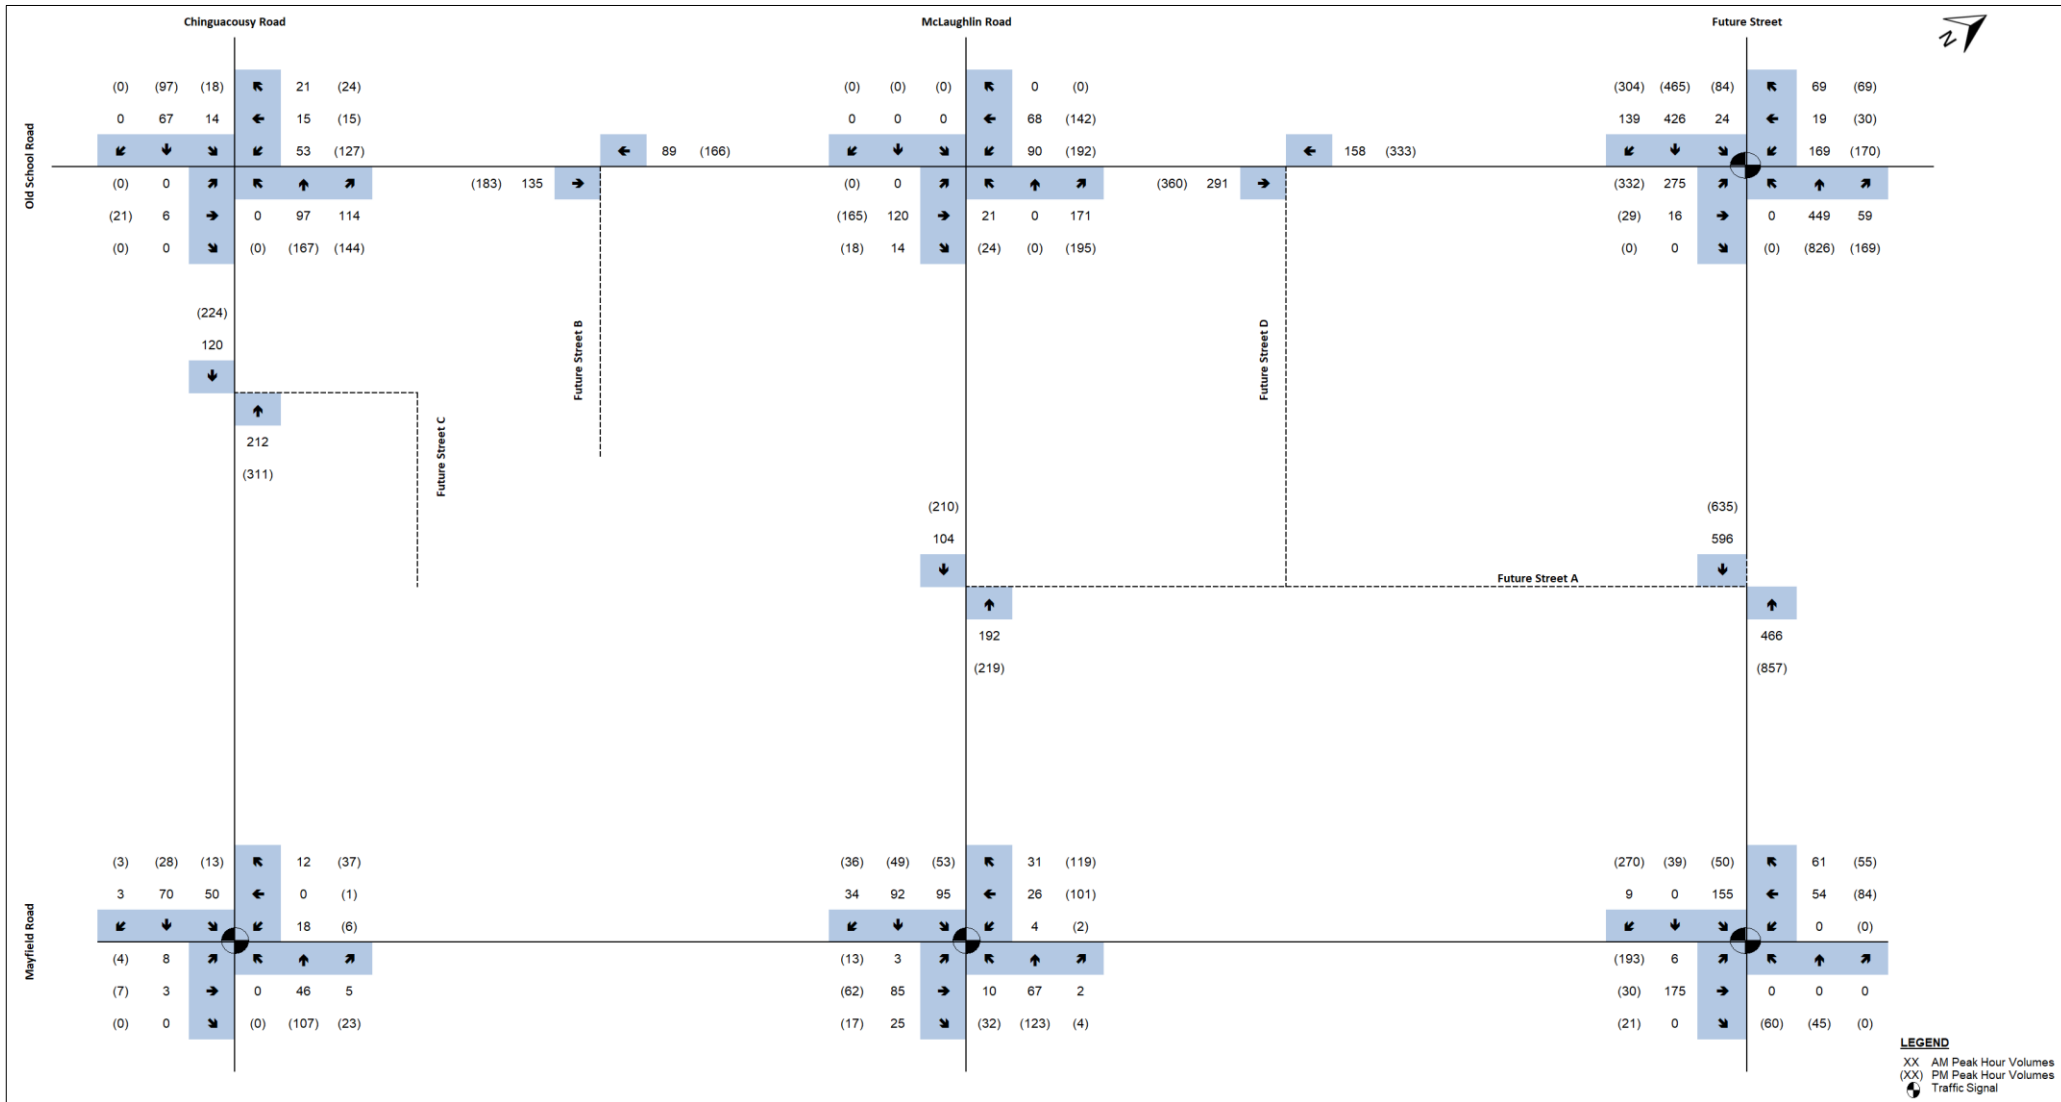 Chinguacousy Road McLaughlin Road Future Street
N
(0) (97) (18) 21 (24) (0) (0) (0) 0 (0) (304) (465) (84) 69 (69)
0 67 14 15 (15) 0 0 0 68 (142) 139 426 24 19 (30)
53 (127) 89 (166) 90 (192) 158 (333) 169 (170)
Old School Road
(0) 0 (183) 135 (0) 0 (360) 291 (332) 275
(21) 6 0 97 114 (165) 120 21 0 171 (29) 16 0 449 59
(0) 0 (0) (167) (144) (18) 14 (24) (0) (195) (0) 0 (0) (826) (169)
(224)
120
Future Street B
Future Street D
212
Future Street C
(311)
(210) (635)
104 596
Future Street A
192 466
(219) (857)
(3) (28) (13) 12 (37) (36) (49) (53) 31 (119) (270) (39) (50) 61 (55)
3 70 50 0 (1) 34 92 95 26 (101) 9 0 155 54 (84)
18 (6) 4 (2) 0 (0)
Mayfield Road
(4) 8 (13) 3 (193) 6
(7) 3 0 46 5 (62) 85 10 67 2 (30) 175 0 0 0
(0) 0 (0) (107) (23) (17) 25 (32) (123) (4) (21) 0 (60) (45) (0)
LEGEND
XX AM Peak Hour Volumes
(XX) PM Peak Hour Volumes
Traffic Signal